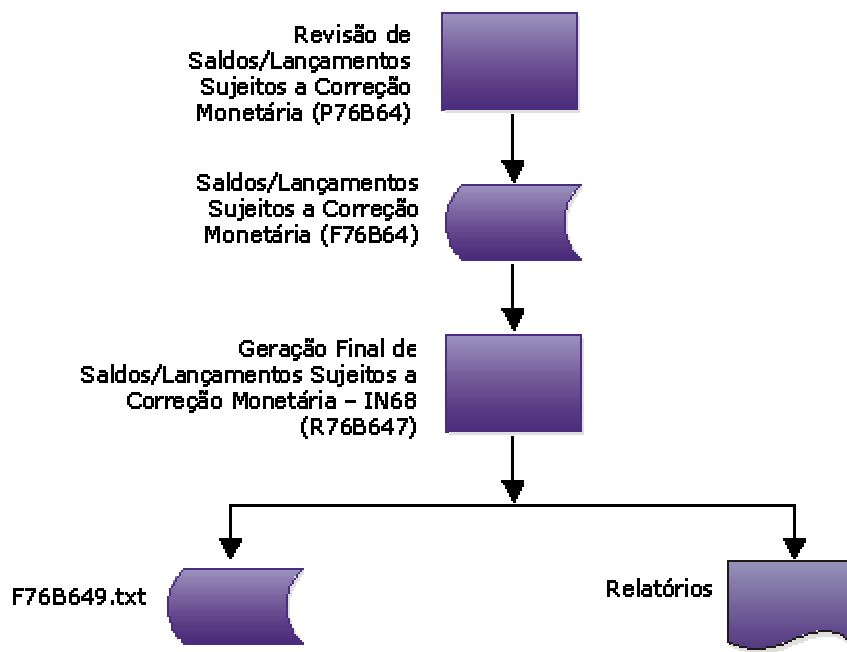 Revisão de
Saldos/Lançamentos
Sujeitos a Correção
Monetária (P76B64)
Saldos/Lançamentos
Sujeitos a Correção
Monetária (F76B64)
Geração Final de
Saldos/Lançamentos Sujeitos a
Correção Monetária – IN68
(R76B647)
F76B649.txt
Relatórios